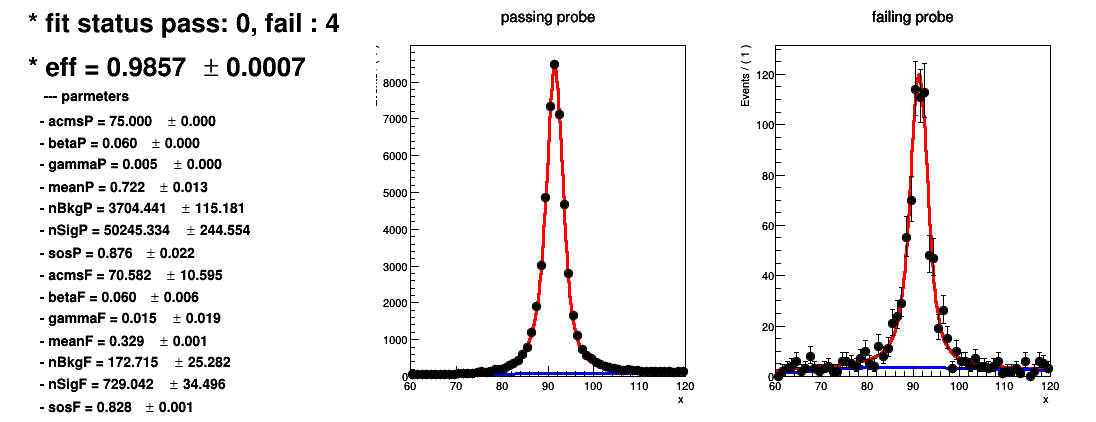 * fit status pass: 0, fail : 4
* eff = 0.9857 ± 0.0007
--- parmeters
- acmsP = 75.000 ± 0.000
- betaP = 0.060 ± 0.000
- gammaP = 0.005 ± 0.000
- meanP = 0.722 ± 0.013
- nBkgP = 3704.441 ± 115.181
- nSigP = 50245.334 ± 244.554
- sosP = 0.876 ± 0.022
- acmsF = 70.582 ± 10.595
- betaF = 0.060 ± 0.006
- gammaF = 0.015 ± 0.019
- meanF = 0.329 ± 0.001
- nBkgF = 172.715 ± 25.282
- nSigF = 729.042 ± 34.496
- sosF = 0.828 ± 0.001
passing probe
8000
7000
6000
5000
4000
3000
2000
1000
0
60 70 80 90 100 110 120
x
failing probe
Events / ( 1 )
120
100
80
60
40
20
0
60 70 80 90 100 110 120
x